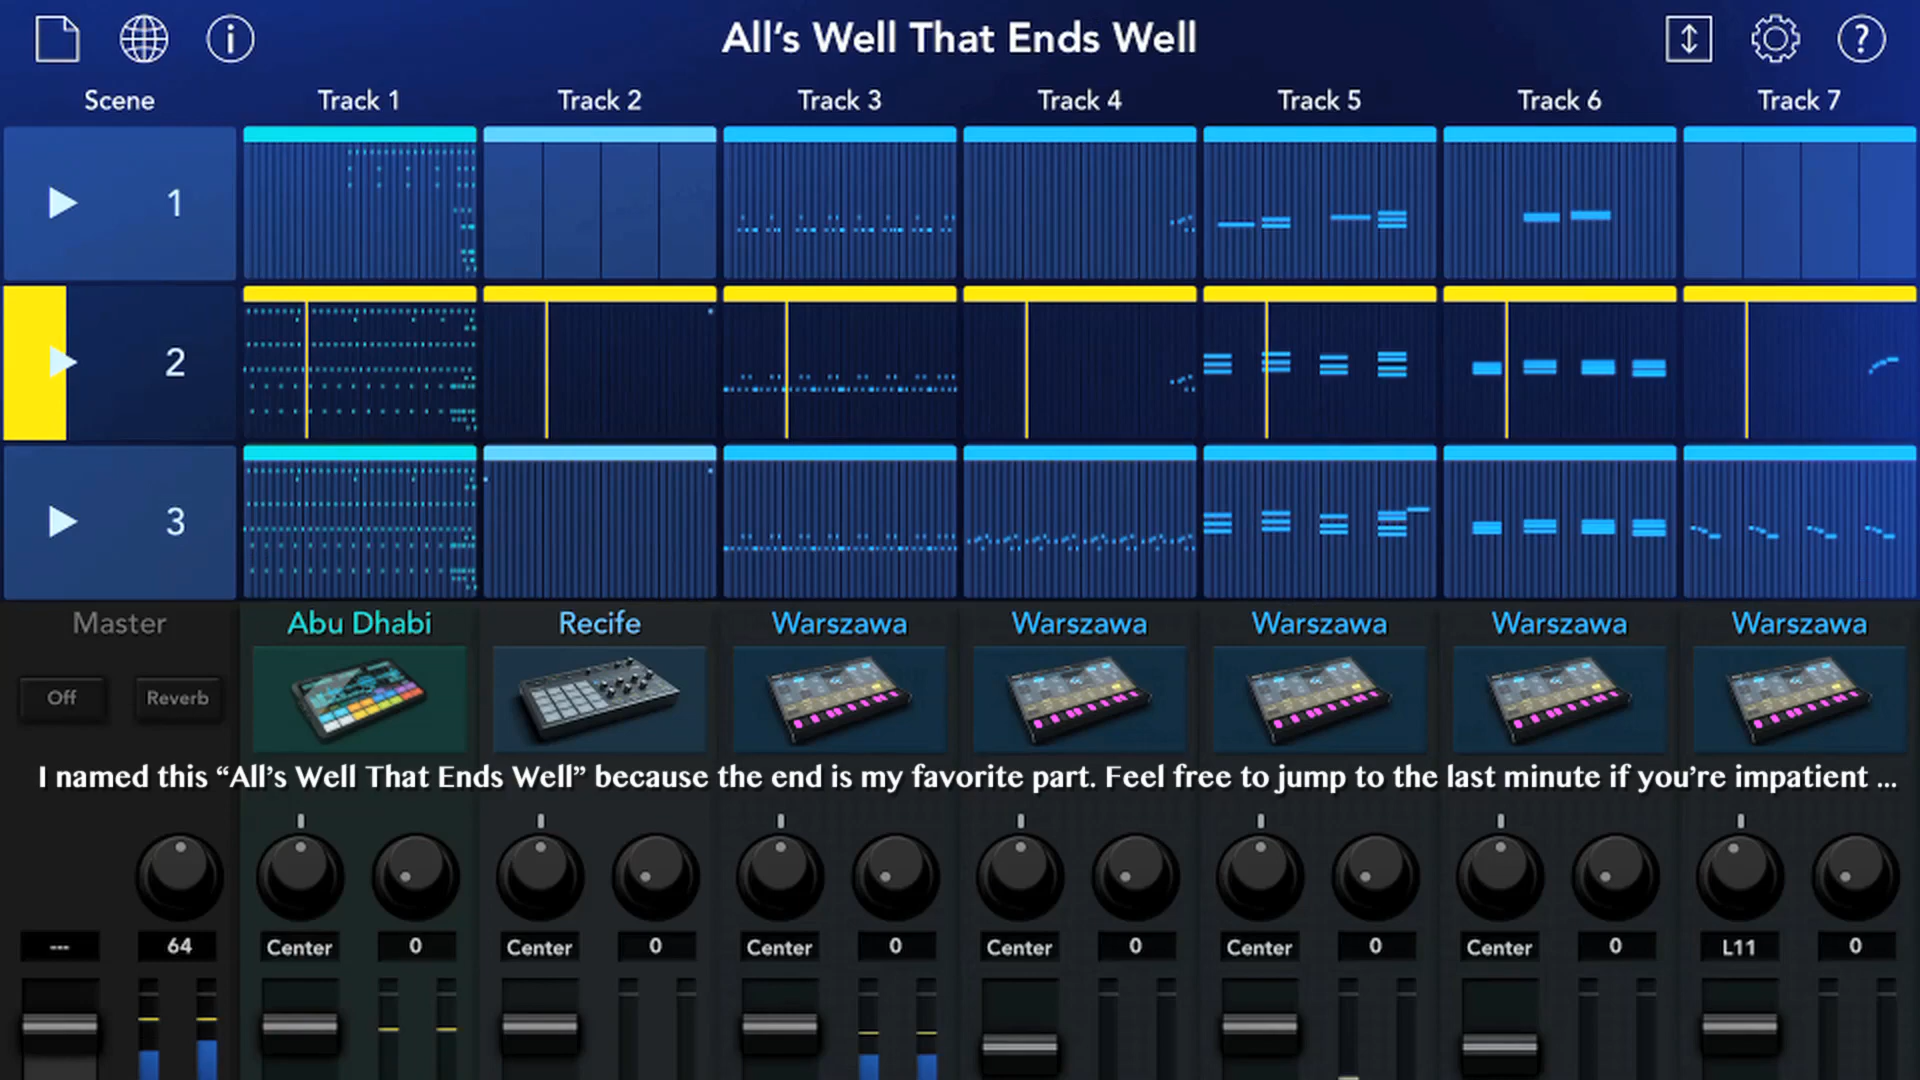 All's Well That Ends Well
Scene Track 1 Track 2 Track 3 Track 4 Track 5 Track 6 Track 7
1
2
3
Master Abu Dhabi Recife Warszawa Warszawa Warszawa Warszawa Warszawa
Off Reverb
I named this “All’s Well That Ends Well” because the end is my favorite part. Feel free to jump to the last minute if you’re impatient ...
--- 64 Center 0 Center 0 Center 0 Center 0 Center 0 Center 0 L11 0